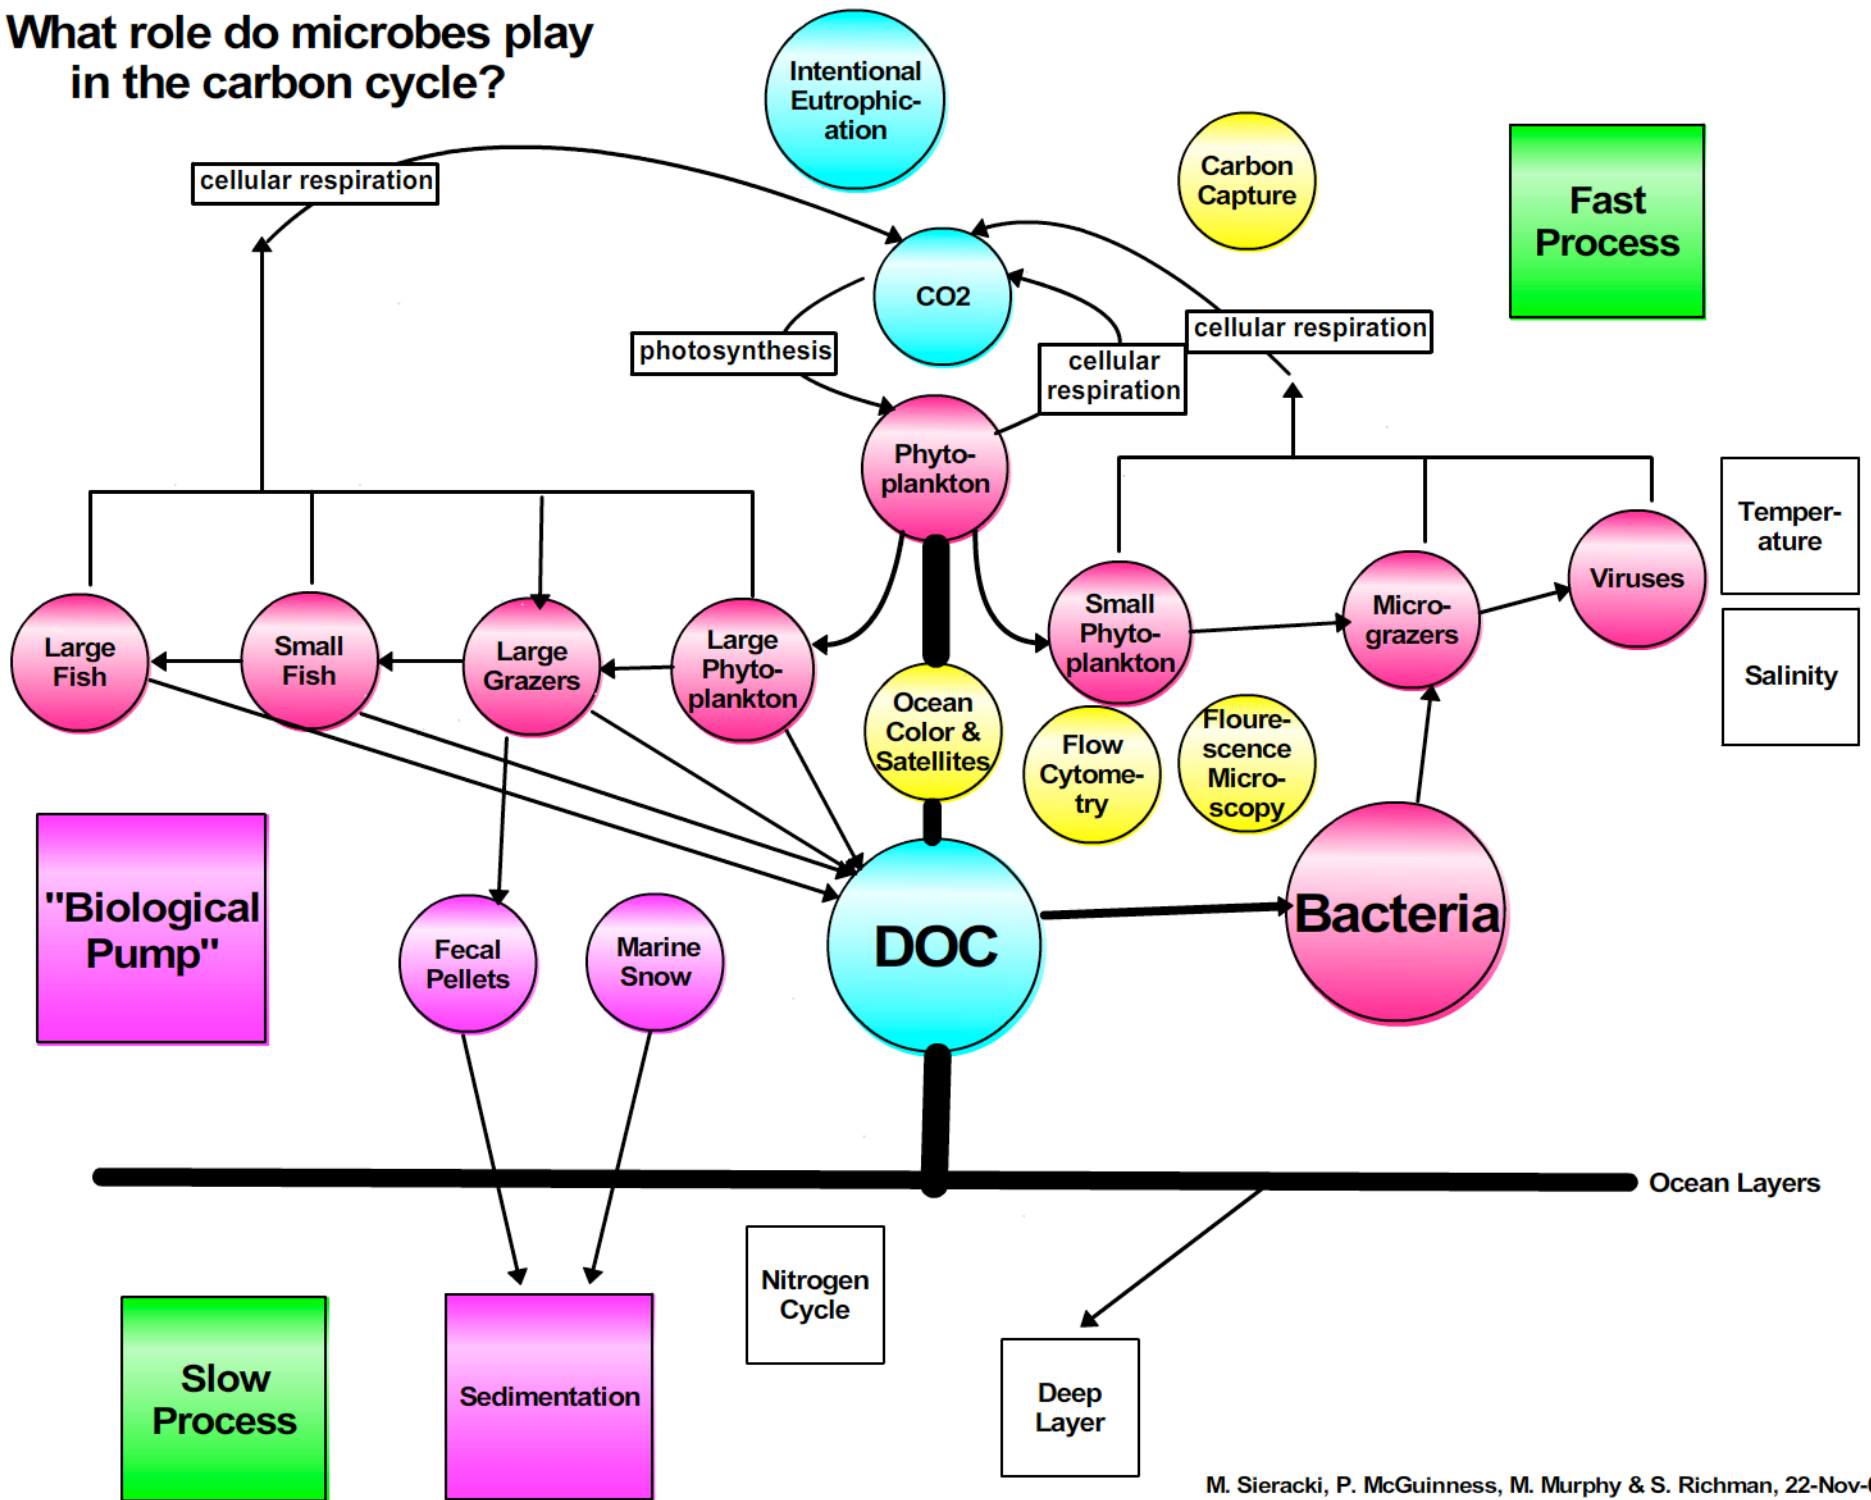 What role do microbes play
in the carbon cycle?
Intentional
Eutrophic-
ation
Carbon
Capture
Fast
Process
cellular respiration
CO2
photosynthesis
cellular
respiration
cellular respiration
Phyto-
plankton
Temper-
ature
Salinity
Large
Fish
Small
Fish
Large
Grazers
Large
Phyto-
plankton
Small
Phyto-
plankton
Micro-
grazers
Viruses
Ocean
Color &
Satellites
Flow
Cytome-
try
Floure-
scence
Micro-
scopy
"Biological
Pump"
Fecal
Pellets
Marine
Snow
DOC
Bacteria
Ocean Layers
Nitrogen
Cycle
Slow
Process
Sedimentation
Deep
Layer
M. Sieracki, P. McGuinness, M. Murphy & S. Richman, 22-Nov-